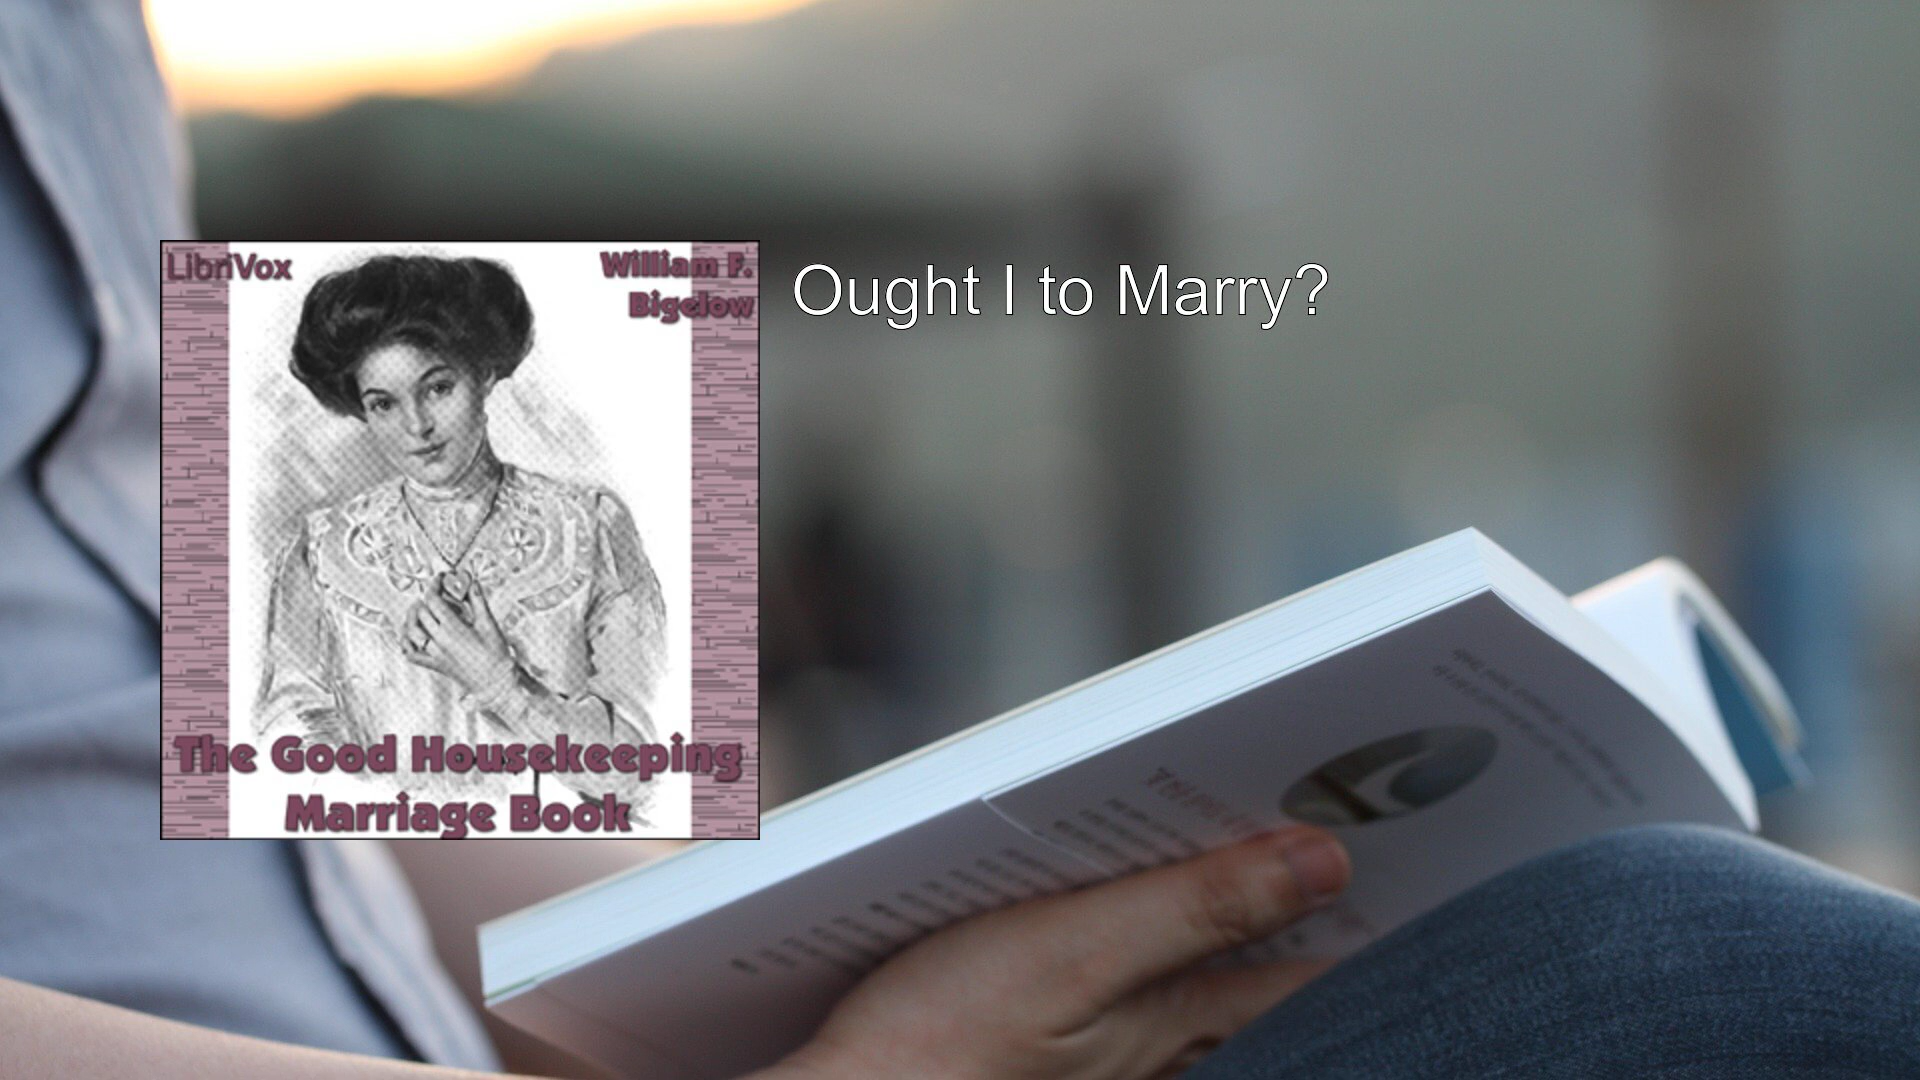 LibriVox
William F.
Bigelow
The Good Housekeeping
Marriage Book
Ought I to Marry?